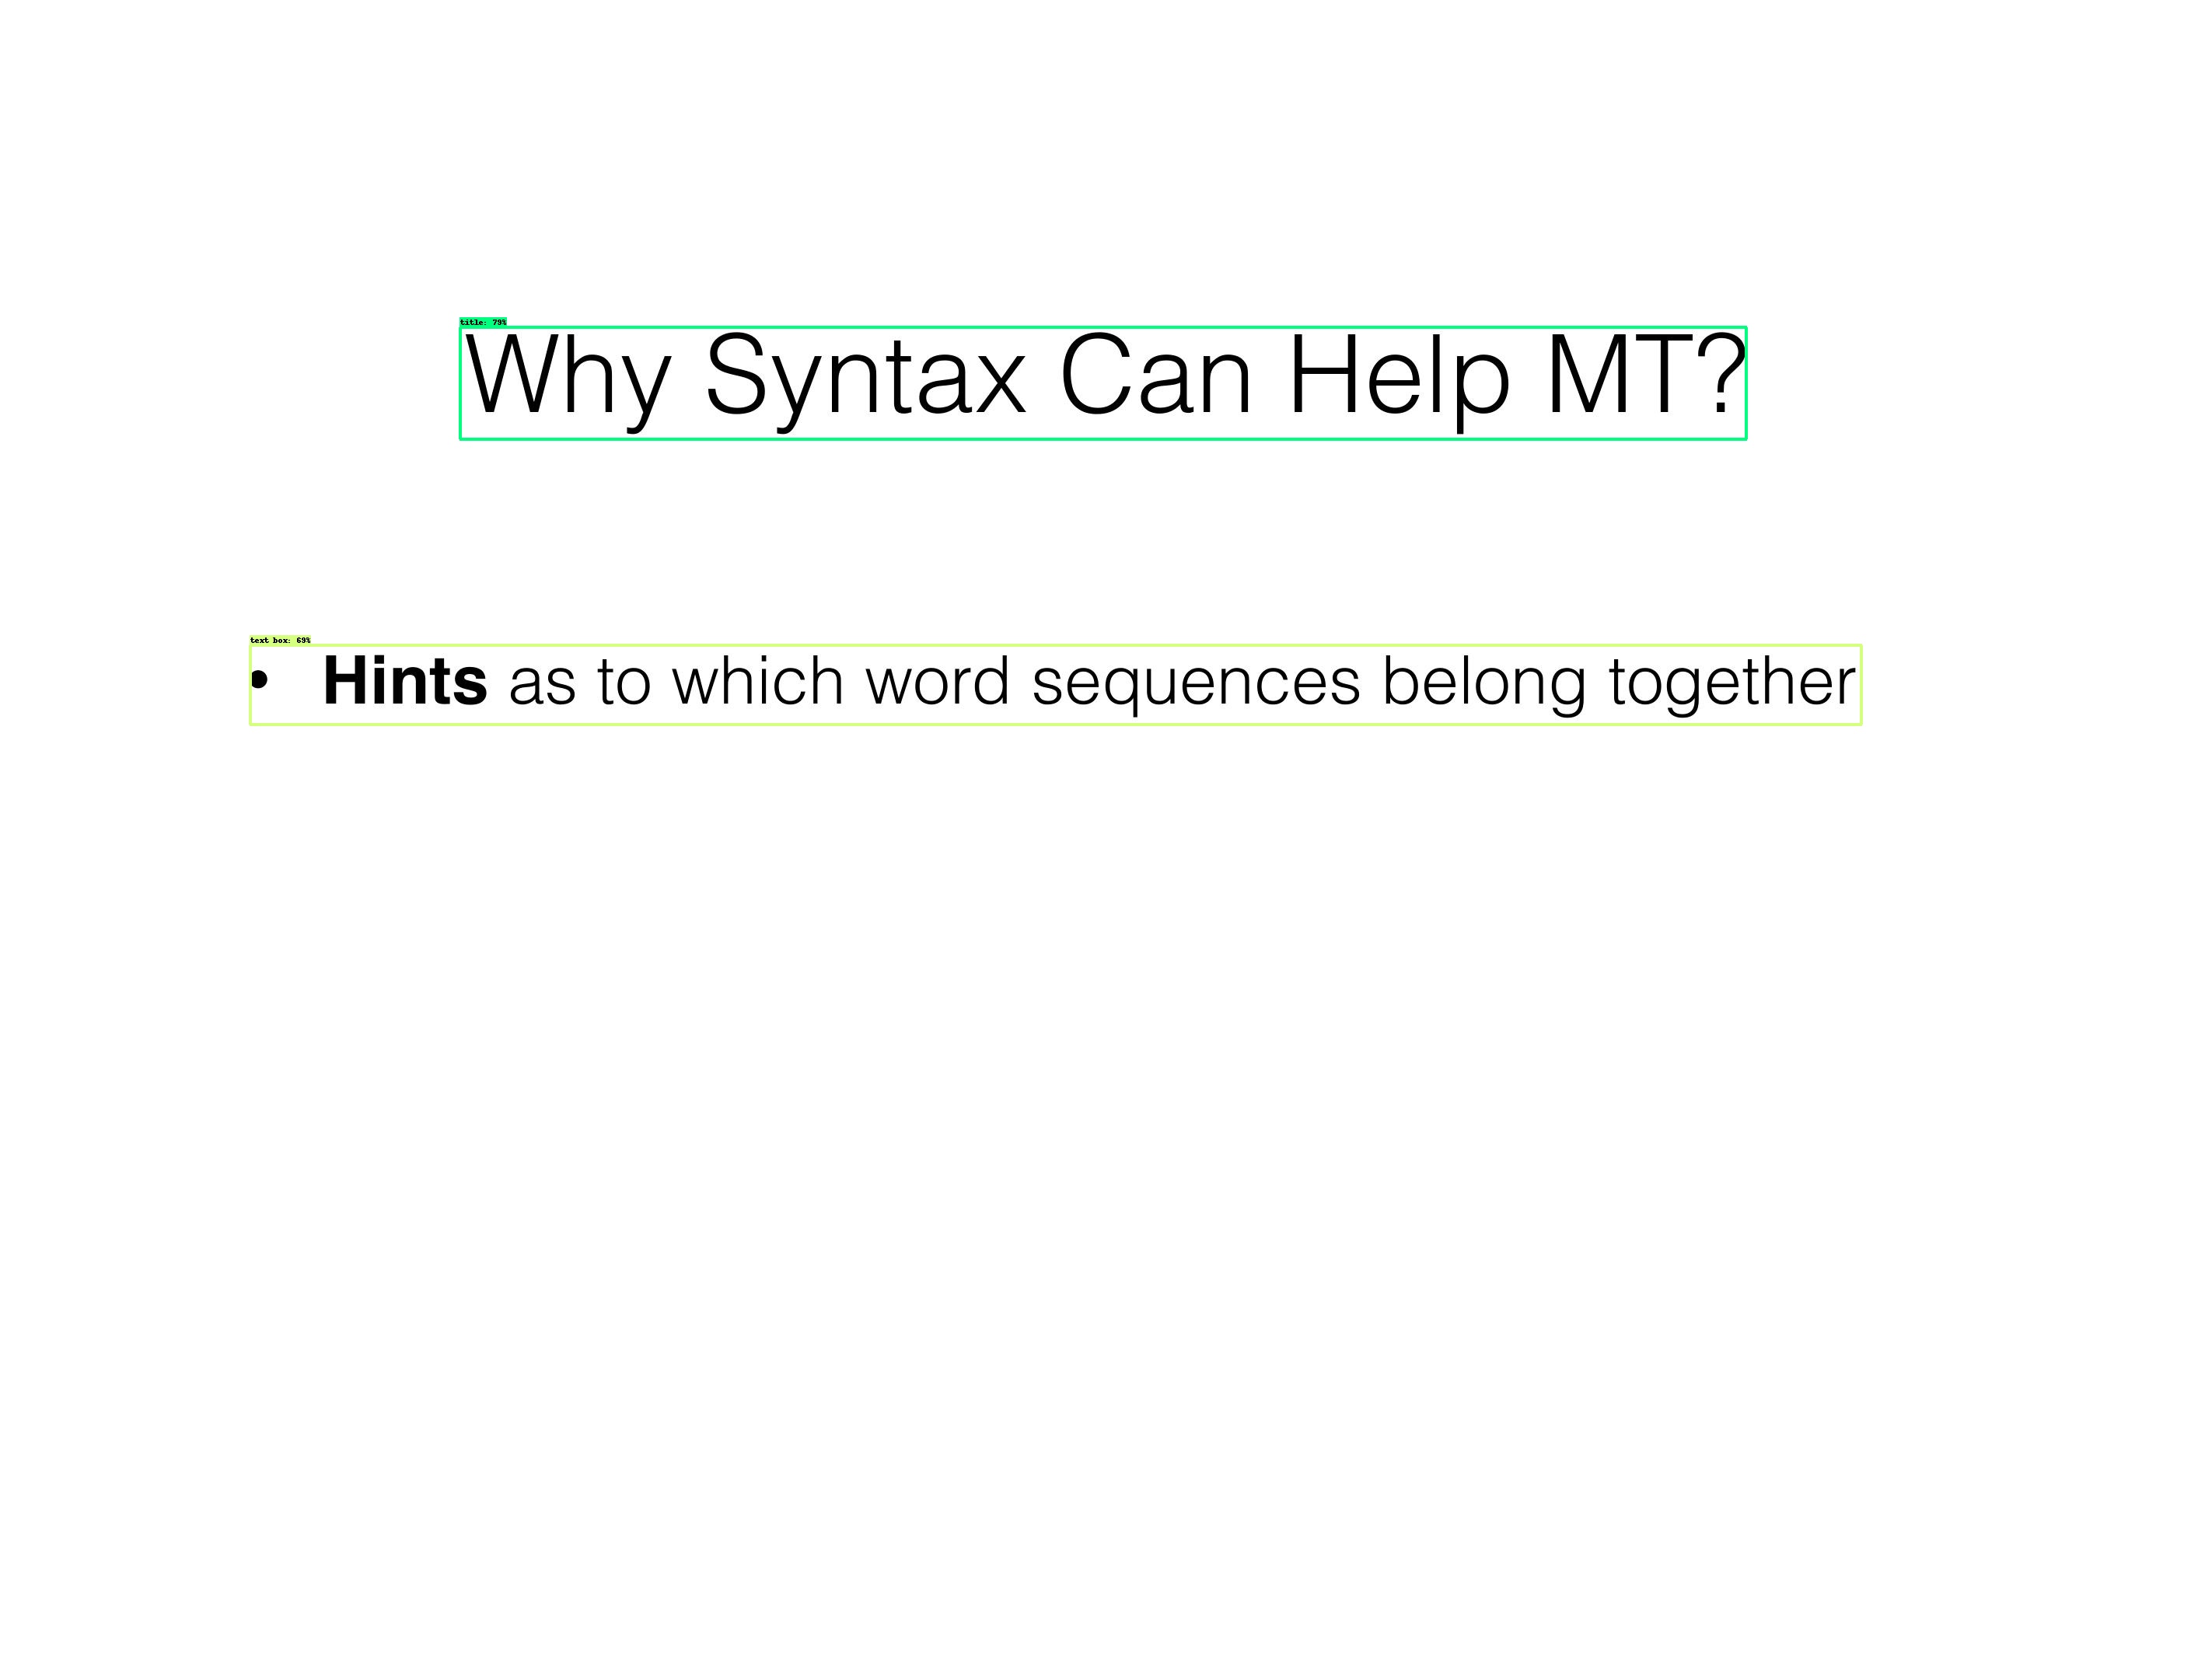 title: 79%
Why Syntax Can Help MT?
text box: 69%
• Hints as to which word sequences belong together